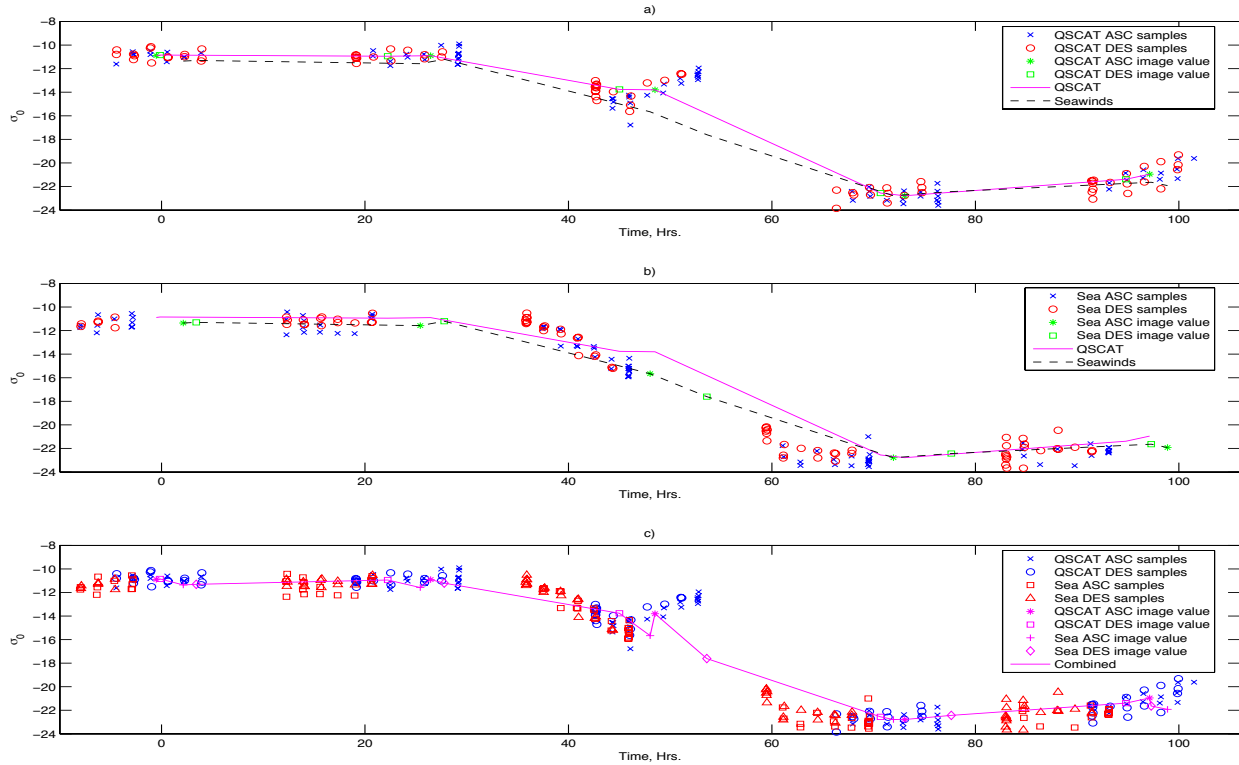 a)
−8
−10
−12
−14
−16
−18
−20
−22
−24
σ0
0 20 40 60 80 100
Time, Hrs.
QSCAT ASC samples
QSCAT DES samples
QSCAT ASC image value
QSCAT DES image value
QSCAT
Seawinds
b)
−8
−10
−12
−14
−16
−18
−20
−22
−24
σ0
0 20 40 60 80 100
Time, Hrs.
Sea ASC samples
Sea DES samples
Sea ASC image value
Sea DES image value
QSCAT
Seawinds
c)
−8
−10
−12
−14
−16
−18
−20
−22
−24
σ0
0 20 40 60 80 100
Time, Hrs.
QSCAT ASC samples
QSCAT DES samples
Sea ASC samples
Sea DES samples
QSCAT ASC image value
QSCAT DES image value
Sea ASC image value
Sea DES image value
Combined